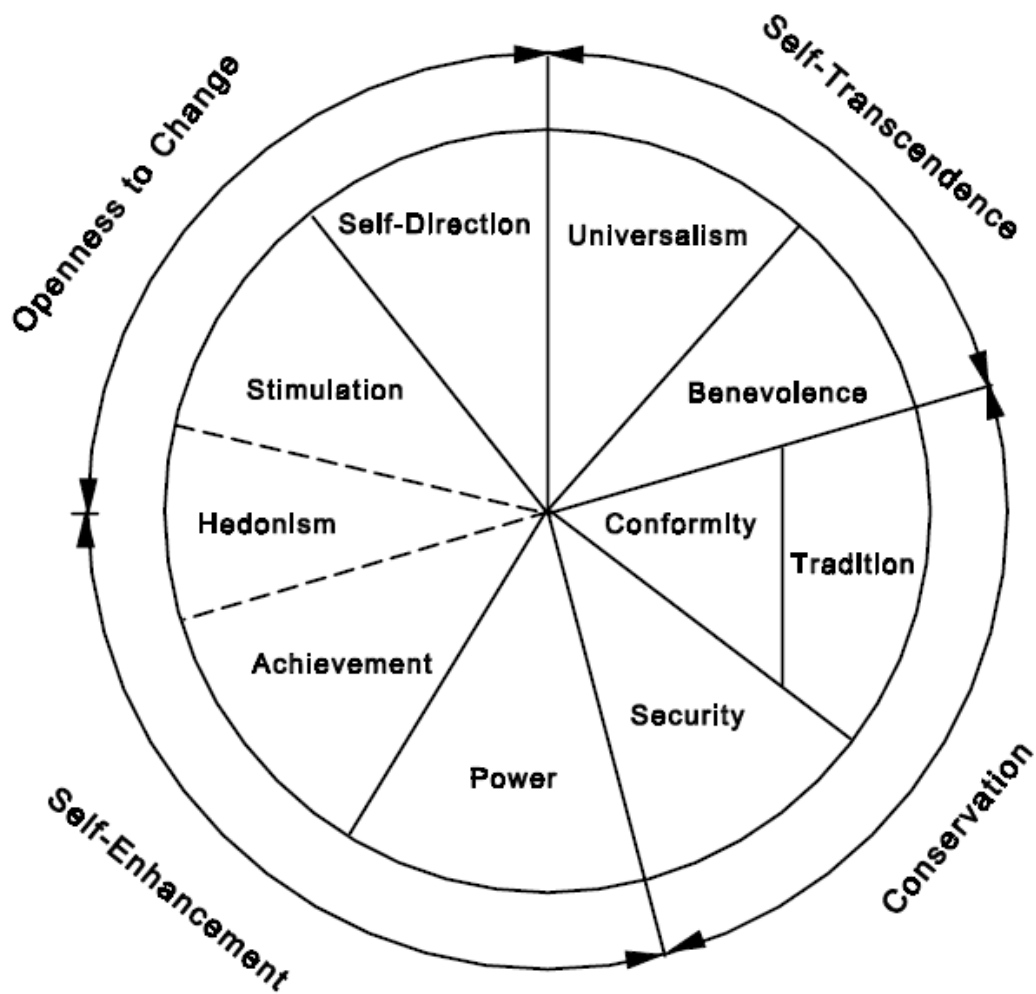 Self-Transcendence
Openness to Change
Self-Direction
Universalism
Stimulation
Benevolence
Hedonism
Conformity
Tradition
Achievement
Security
Power
Self-Enhancement
Conservation